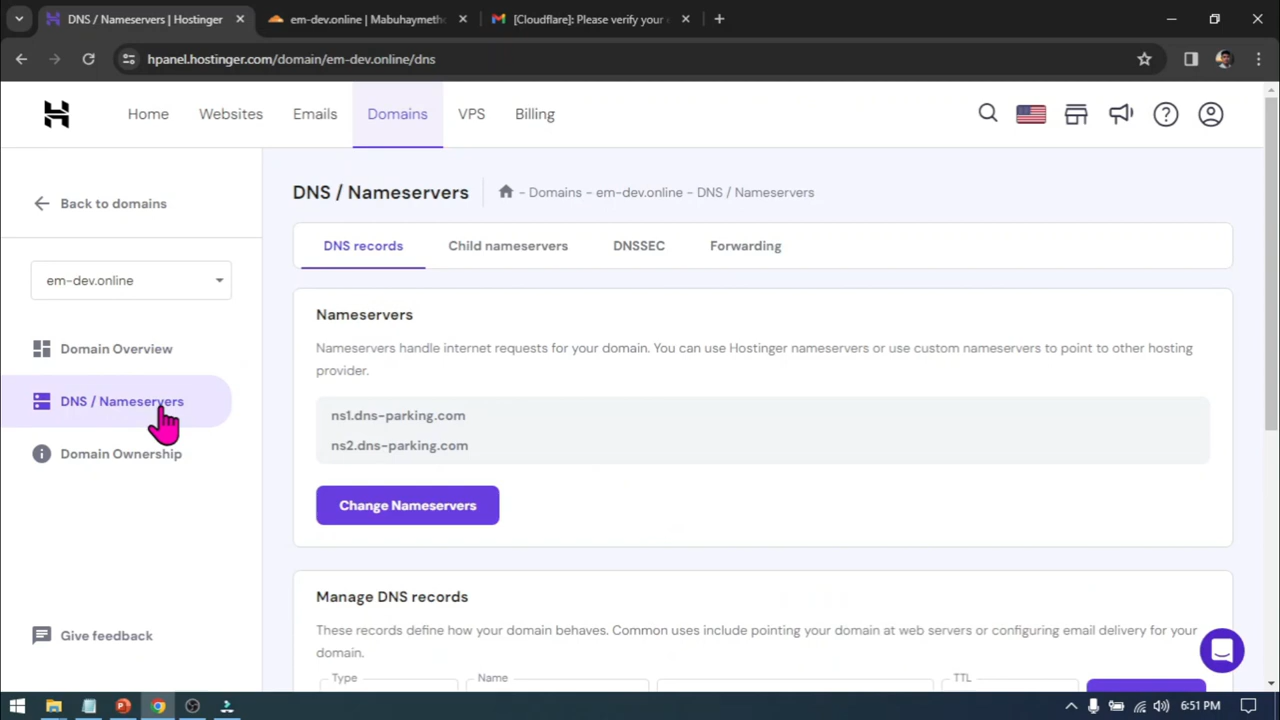 DNS / Nameservers | Hostinger
em-dev.online | Mabuhaymeth
[Cloudflare]: Please verify your
hpanel.hostinger.com/domain/em-dev.online/dns
Home
Websites
Emails
Domains
VPS
Billing
Back to domains
em-dev.online
Domain Overview
DNS / Nameservers
Domain Ownership
Give feedback
DNS / Nameservers
- Domains - em-dev.online - DNS / Nameservers
DNS records
Child nameservers
DNSSEC
Forwarding
Nameservers
Nameservers handle internet requests for your domain. You can use Hostinger nameservers or use custom nameservers to point to other hosting
provider.
ns1.dns-parking.com
ns2.dns-parking.com
Change Nameservers
Manage DNS records
These records define how your domain behaves. Common uses include pointing your domain at web servers or configuring email delivery for your
domain.
Type
Name
TTL
6:51 PM